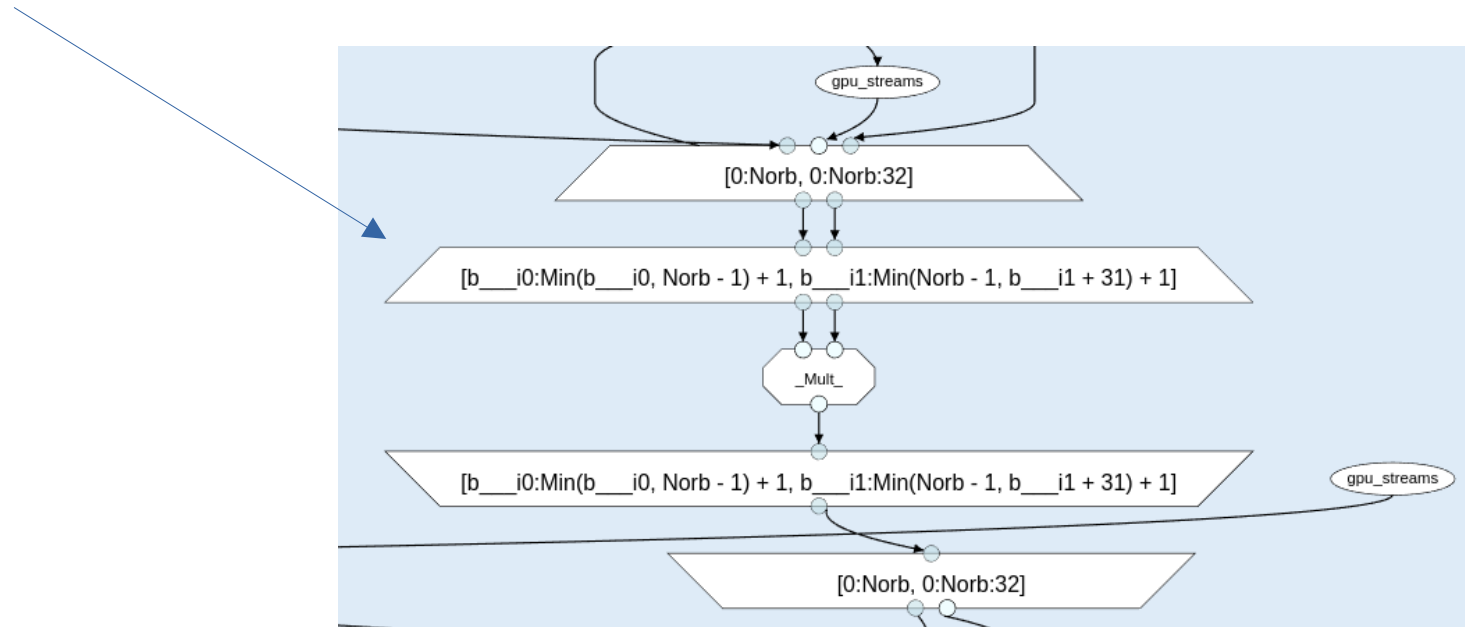 gpu_streams
[0:Norb, 0:Norb:32]
[b___i0:Min(b___i0, Norb - 1) + 1, b___i1:Min(Norb - 1, b___i1 + 31) + 1]
_Mult_
[b___i0:Min(b___i0, Norb - 1) + 1, b___i1:Min(Norb - 1, b___i1 + 31) + 1]
gpu_streams
[0:Norb, 0:Norb:32]